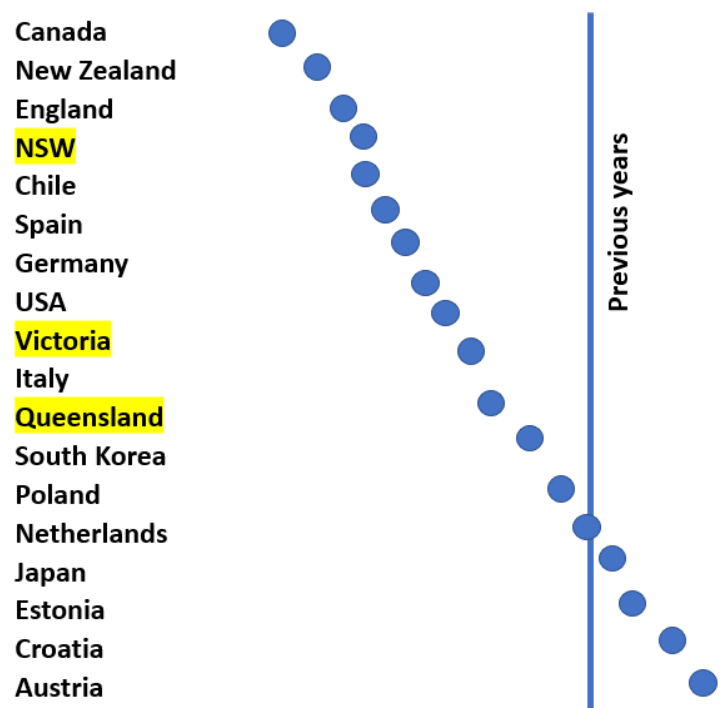 Canada
New Zealand
England
NSW
Chile
Spain
Germany
USA
Victoria
Italy
Queensland
South Korea
Poland
Netherlands
Japan
Estonia
Croatia
Austria
Previous years